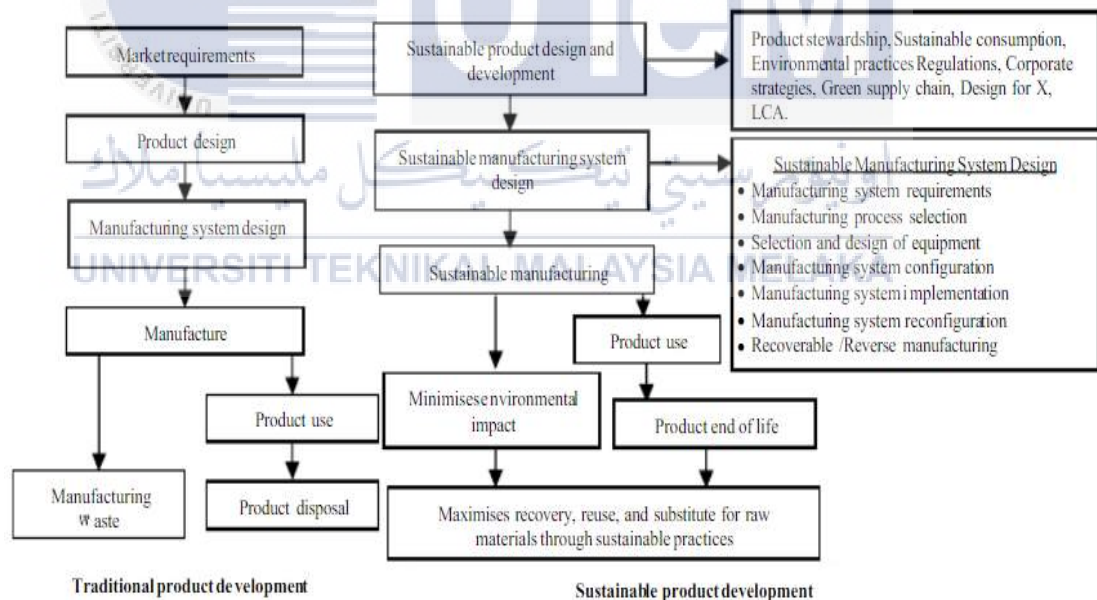 Market requirements
Product design
Manufacturing system design
Manufacture
Product use
Manufacturing
waste
Product disposal
Traditional product development
Sustainable product design and
development
Sustainable manufacturing system
design
Sustainable manufacturing
Product use
Minimises environmental
impact
Product end of life
Maximises recovery, reuse, and substitute for raw
materials through sustainable practices
Sustainable product development
Product stewardship, Sustainable consumption,
Environmental practices Regulations, Corporate
strategies, Green supply chain, Design for X,
LCA.
Sustainable Manufacturing System Design
• Manufacturing system requirements
• Manufacturing process selection
• Selection and design of equipment
• Manufacturing system configuration
• Manufacturing system implementation
• Manufacturing system reconfiguration
• Recoverable /Reverse manufacturing
اونيورسيتي تيكنيكل مليسيا ملاك
UNIVERSITI TEKNIKAL MALAYSIA MELAKA
UTeM